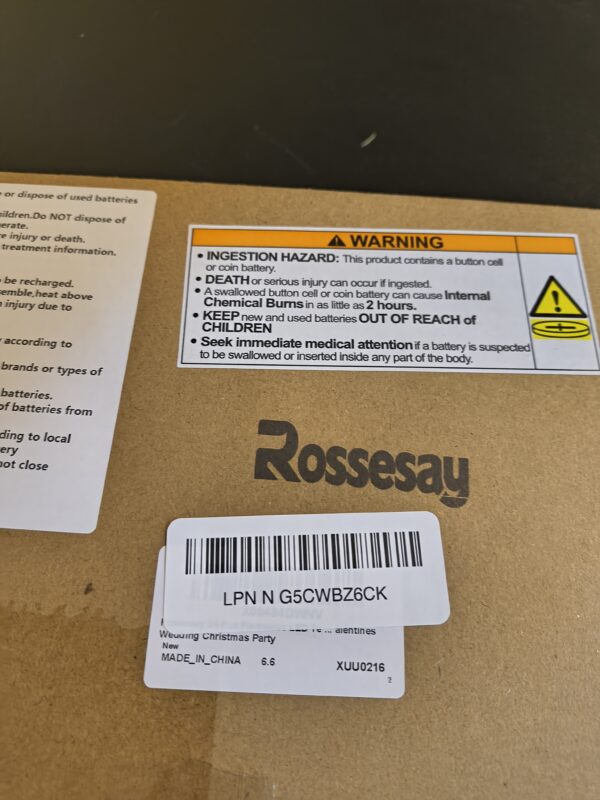 or dispose of used batteries
ildren.Do NOT dispose of
erate.
e injury or death.
treatment information.
be recharged.
emble,heat above
injury due to
according to
brands or types of
batteries.
of batteries from
ding to local
ery
not close
WARNING
• INGESTION HAZARD: This product contains a button cell
or coin battery.
• DEATH or serious injury can occur if ingested.
• A swallowed button cell or coin battery can cause Internal
Chemical Burns in as little as 2 hours.
• KEEP new and used batteries OUT OF REACH of
CHILDREN
• Seek immediate medical attention if a battery is suspected
to be swallowed or inserted inside any part of the body.
Rossesay
LPN N G5CWBZ6CK
alentines
Wedding Christmas Party
New
MADE_IN_CHINA 6.6 XUU0216